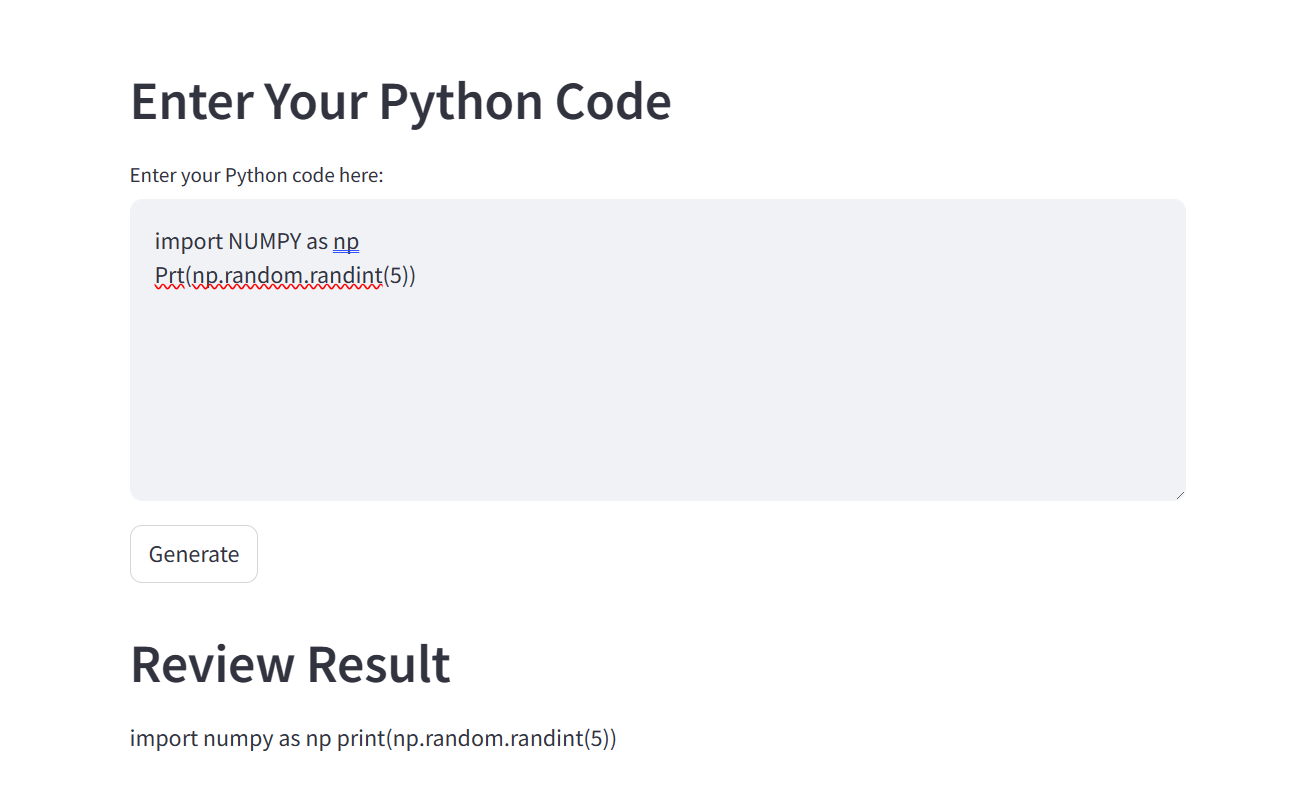 Enter Your Python Code
Enter your Python code here:
import NUMPY as np
Prt(np.random.randint(5))
Generate
Review Result
import numpy as np print(np.random.randint(5))